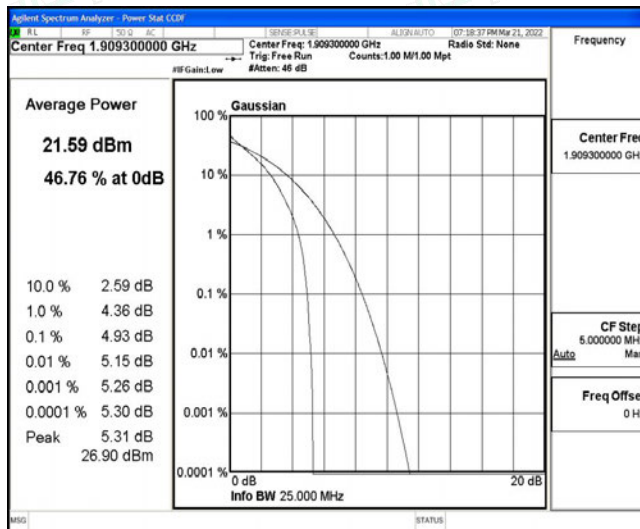 Agilent Spectrum Analyzer - Power Stat CCDF
RL RF 50 Ω AC SENSE:PULSE ALIGN AUTO 07:18:37 PM Mar 21, 2022
Center Freq 1.909300000 GHz
Center Freq: 1.909300000 GHz Radio Std: None
Trig: Free Run Counts:1.00 M/1.00 Mpt
#IFGain:Low #Atten: 46 dB
Frequency
Average Power
21.59 dBm
46.76 % at 0dB
10.0 % 2.59 dB
1.0 % 4.36 dB
0.1 % 4.93 dB
0.01 % 5.15 dB
0.001 % 5.26 dB
0.0001 % 5.30 dB
Peak 5.31 dB
26.90 dBm
Gaussian
100 %
10 %
1 %
0.1 %
0.01 %
0.001 %
0.0001 %
0 dB 20 dB
Info BW 25.000 MHz
Center Freq
1.909300000 GH
CF Step
5.000000 MH
Auto Ma
Freq Offse
0 H
MSG STATUS